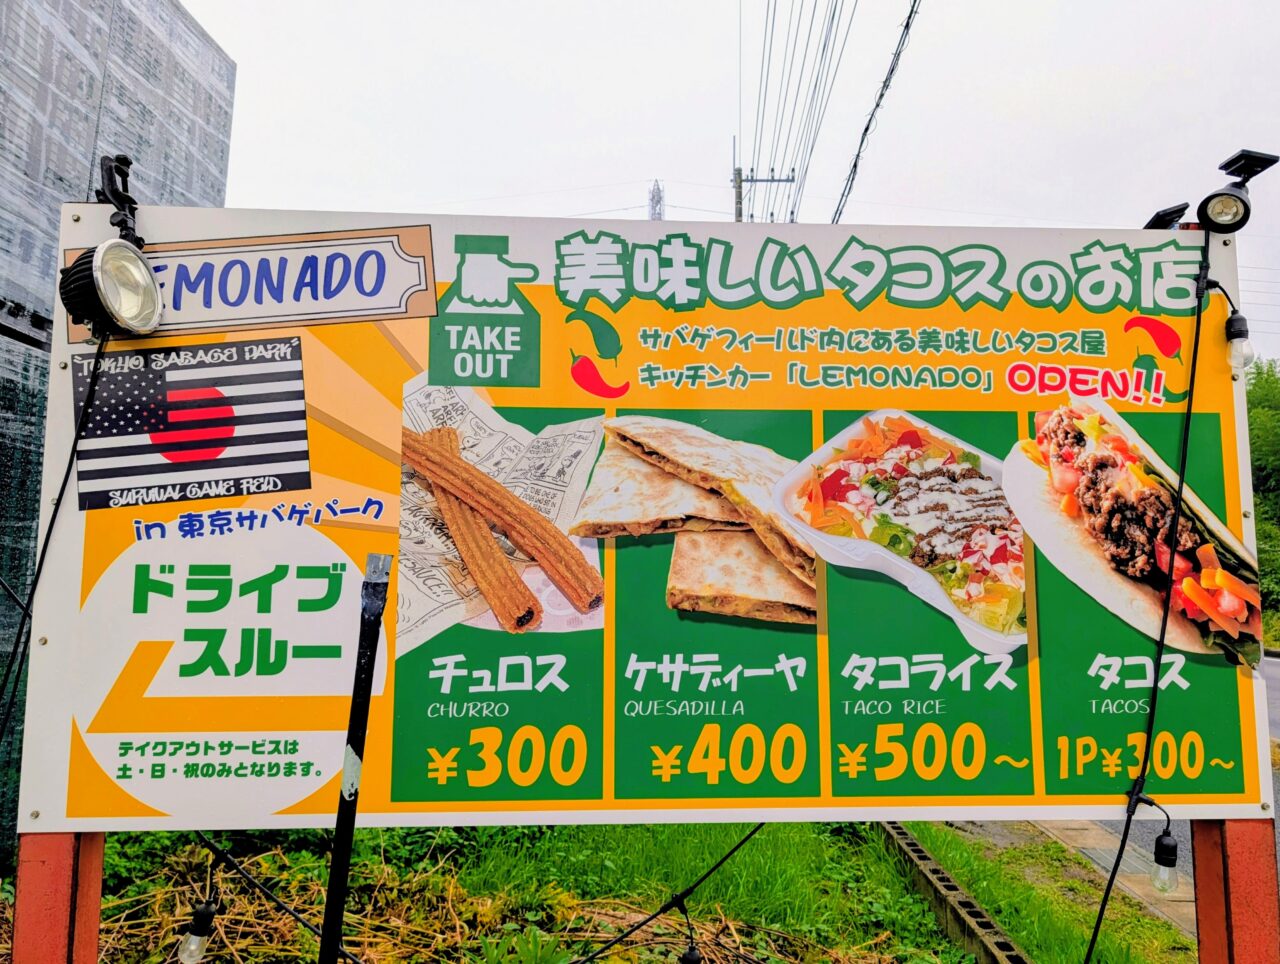 LEMONADO
"TOKYO SABAGE PARK"
SURVIVAL GAME FIELD
in 東京サバゲパーク
ドライブ
スルー
テイクアウトサービスは
土・日・祝のみとなります。
TAKE
OUT
美味しいタコスのお店
サバゲフィールド内にある美味しいタコス屋
キッチンカー「LEMONADO」OPEN!!
チュロス
CHURRO
¥300
ケサディーヤ
QUESADILLA
¥400
タコライス
TACO RICE
¥500～
タコス
TACOS
1P¥300～